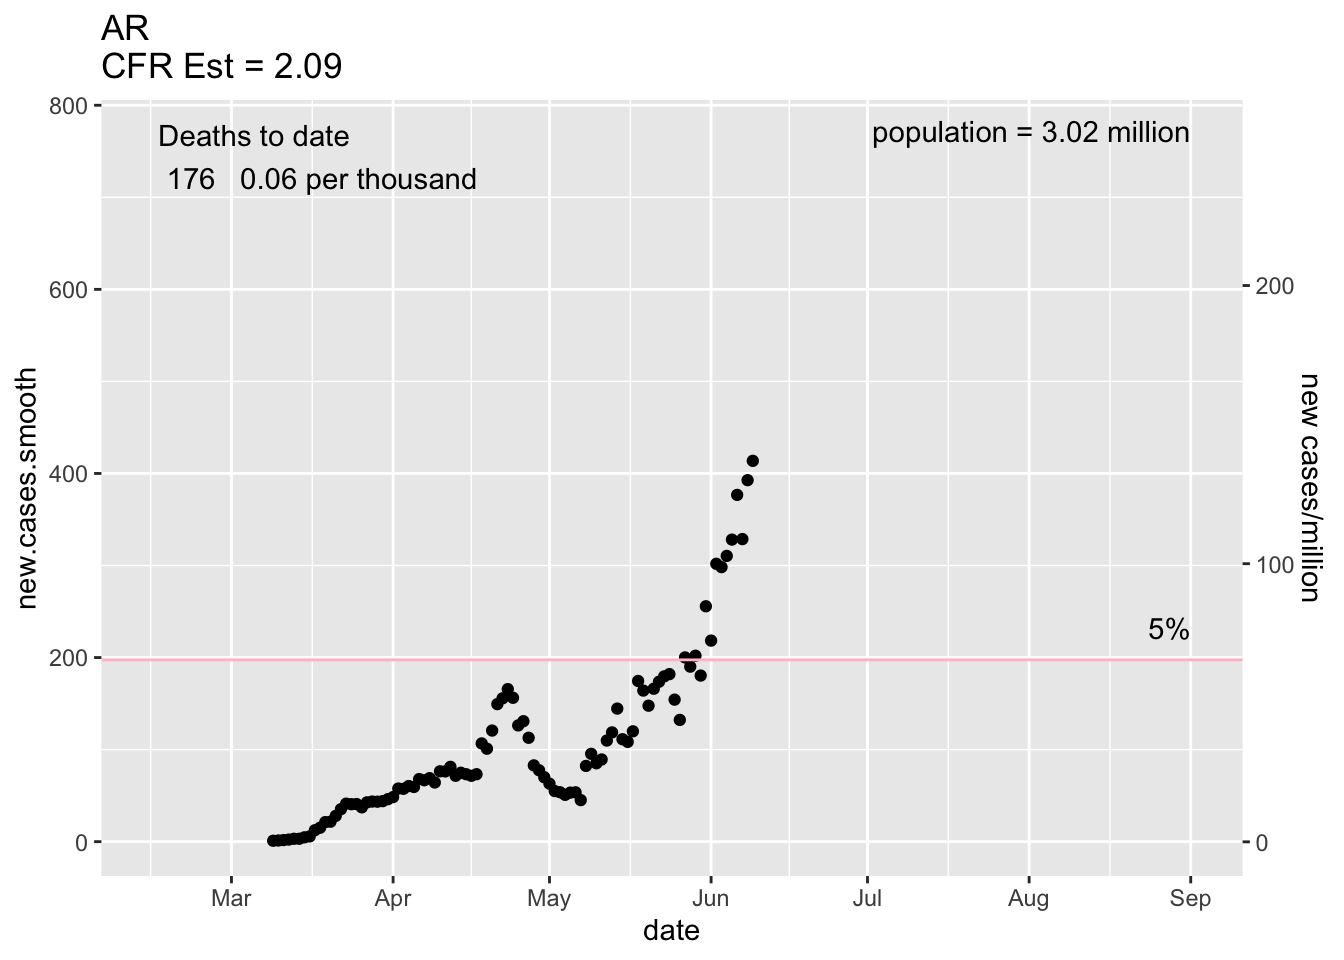 AR
CFR Est = 2.09
Deaths to date
176 0.06 per thousand
population = 3.02 million
5%
800
600
400
200
0
new.cases.smooth
200
100
0
new cases/million
Mar Apr May Jun Jul Aug Sep
date